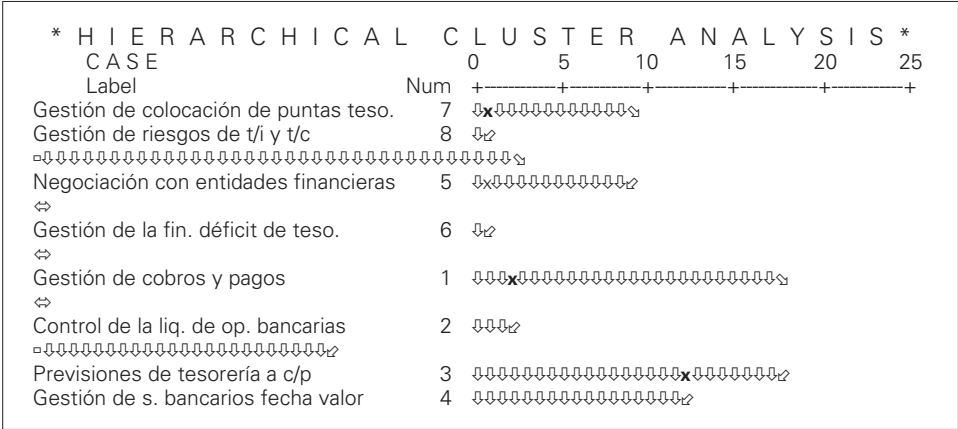 * H I E R A R C H I C A L C L U S T E R A N A L Y S I S *
C A S E 0 5 10 15 20 25
Label Num +------------+------------+-------------+-------------+------------+
Gestión de colocación de puntas teso. 7 ⇩x⇩⇩⇩⇩⇩⇩⇩⇩⇩⇩⇩⬂
Gestión de riesgos de t/i y t/c 8 ⇩⬃
▫⇩⇩⇩⇩⇩⇩⇩⇩⇩⇩⇩⇩⇩⇩⇩⇩⇩⇩⇩⇩⇩⇩⇩⇩⇩⇩⇩⇩⇩⇩⇩⇩⇩⇩⇩⇩⇩⬂
Negociación con entidades financieras 5 ⇩x⇩⇩⇩⇩⇩⇩⇩⇩⇩⇩⇩⬃
⇔
Gestión de la fin. déficit de teso. 6 ⇩⬃
⇔
Gestión de cobros y pagos 1 ⇩⇩⇩x⇩⇩⇩⇩⇩⇩⇩⇩⇩⇩⇩⇩⇩⇩⇩⇩⇩⇩⇩⇩⇩⬂
⇔
Control de la liq. de op. bancarias 2 ⇩⇩⇩⬃
▫⇩⇩⇩⇩⇩⇩⇩⇩⇩⇩⇩⇩⇩⇩⇩⇩⇩⇩⇩⇩⇩⇩⇩⬃
Previsiones de tesorería a c/p 3 ⇩⇩⇩⇩⇩⇩⇩⇩⇩⇩⇩⇩⇩⇩⇩⇩⇩x⇩⇩⇩⇩⇩⇩⇩⬃
Gestión de s. bancarios fecha valor 4 ⇩⇩⇩⇩⇩⇩⇩⇩⇩⇩⇩⇩⇩⇩⇩⇩⇩⬃